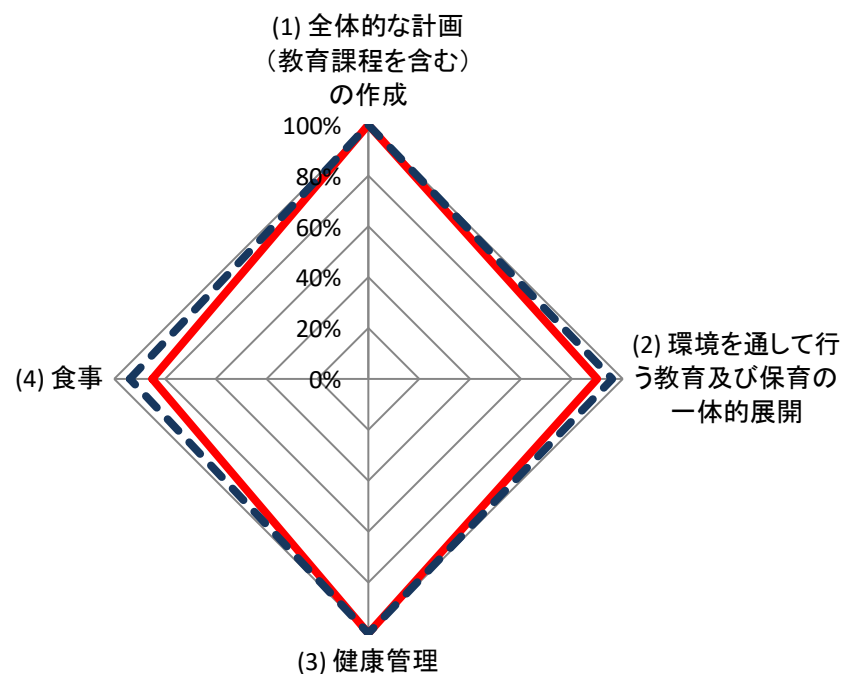 (1) 全体的な計画
（教育課程を含む）
の作成
100%
80%
60%
40%
20%
0%
(2) 環境を通して行
う教育及び保育の
一体的展開
(4) 食事
(3) 健康管理